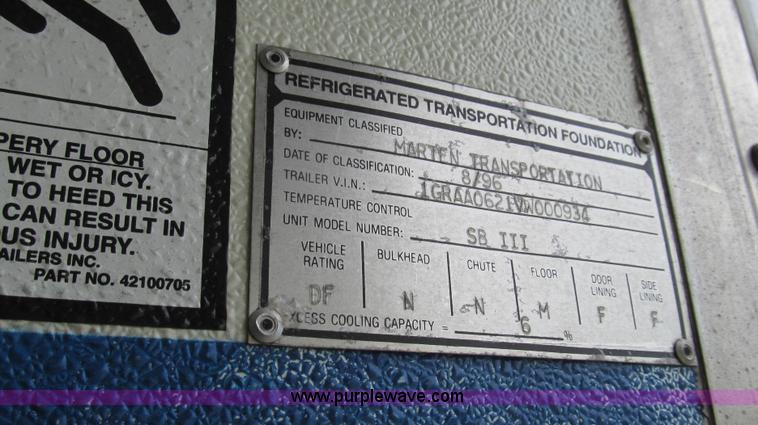 PERY FLOOR
WET OR ICY.
TO HEED THIS
CAN RESULT IN
US INJURY.
AILERS INC.
PART NO. 42100705
REFRIGERATED TRANSPORTATION FOUNDATION
EQUIPMENT CLASSIFIED
BY: MARTEN TRANSPORTATION
DATE OF CLASSIFICATION: 8/96
TRAILER V.I.N.: 1GRAA0621VW000934
TEMPERATURE CONTROL
UNIT MODEL NUMBER: SB III
VEHICLE RATING BULKHEAD CHUTE FLOOR DOOR LINING SIDE LINING
DF N N M F F
XCESS COOLING CAPACITY = 6 %
www.purplewave.com